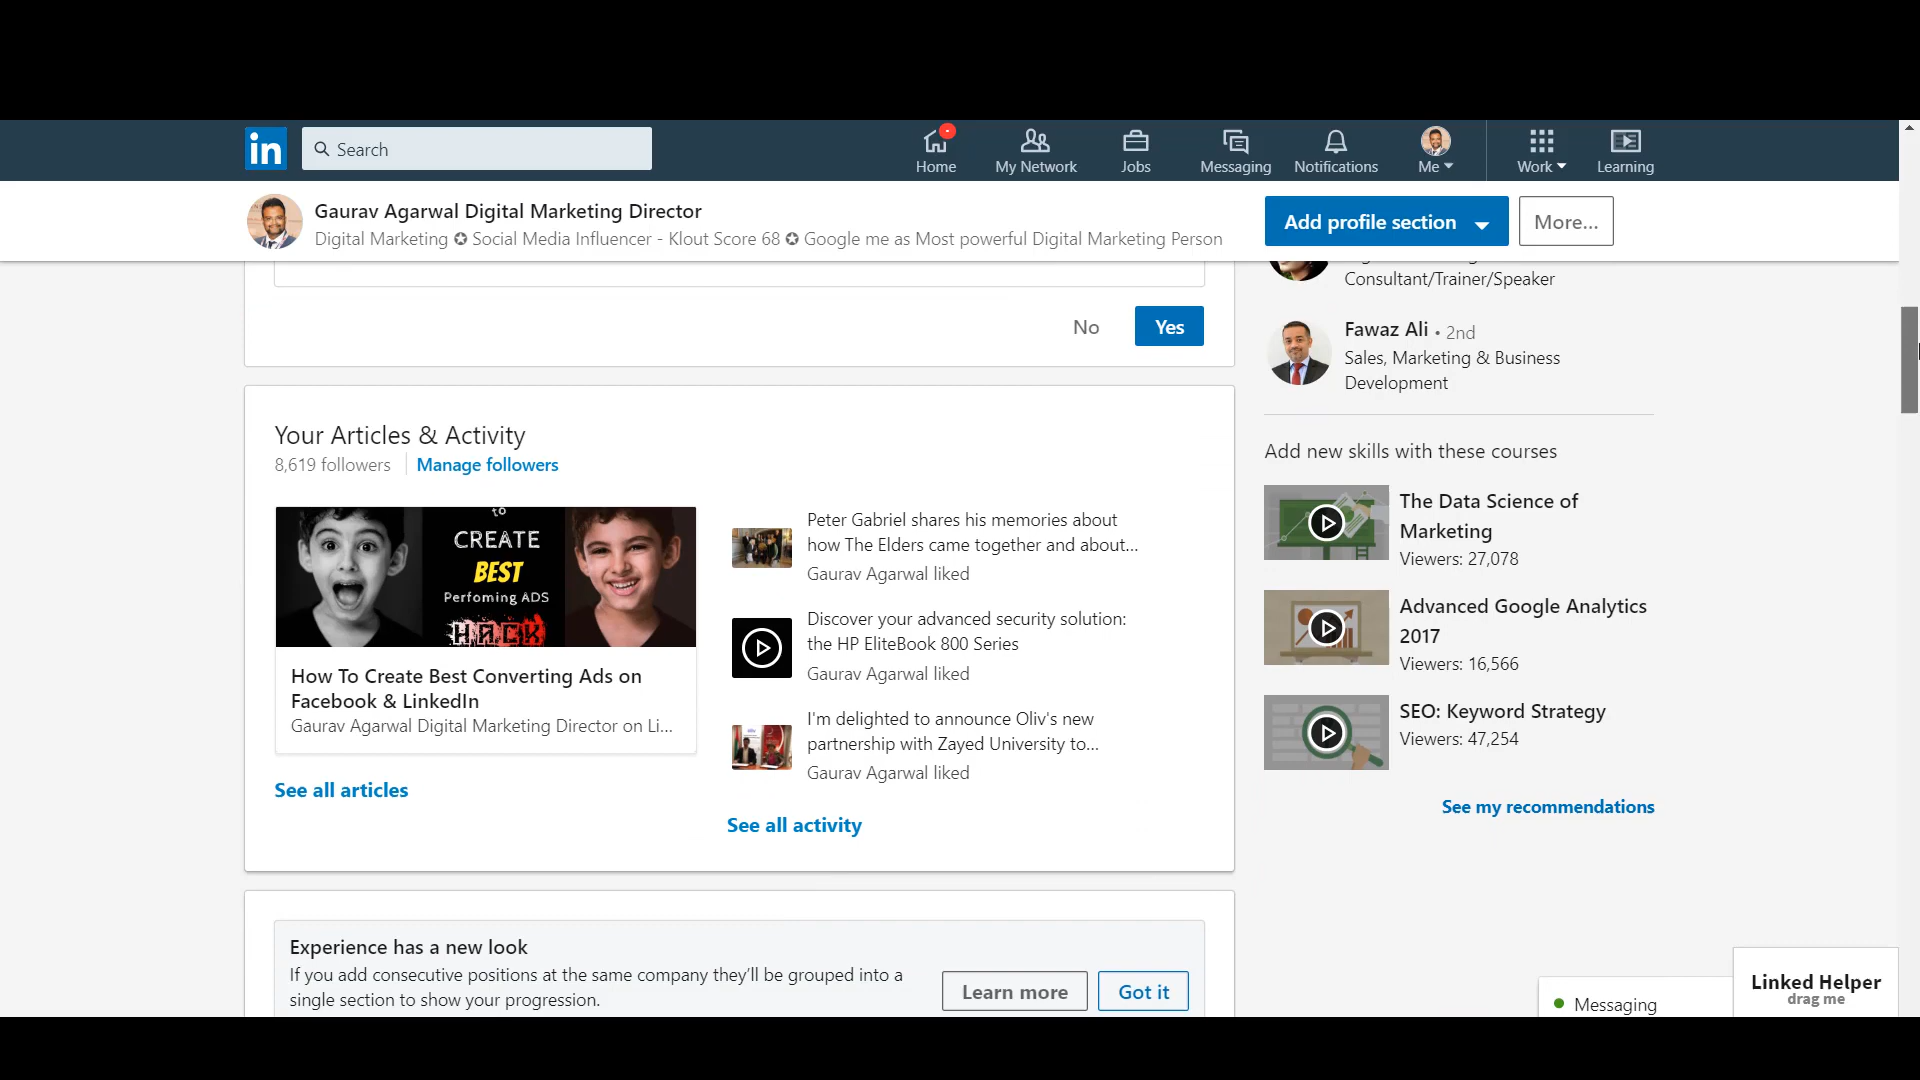 in
Search
Home
My Network
Jobs
Messaging
Notifications
Me
Work
Learning
Gaurav Agarwal Digital Marketing Director
Digital Marketing ✪ Social Media Influencer - Klout Score 68 ✪ Google me as Most powerful Digital Marketing Person
Add profile section
More...
No
Yes
Your Articles & Activity
8,619 followers
Manage followers
to
CREATE
BEST
Perfoming ADS
HACK
How To Create Best Converting Ads on
Facebook & LinkedIn
Gaurav Agarwal Digital Marketing Director on Li...
See all articles
Peter Gabriel shares his memories about
how The Elders came together and about...
Gaurav Agarwal liked
Discover your advanced security solution:
the HP EliteBook 800 Series
Gaurav Agarwal liked
I'm delighted to announce Oliv's new
partnership with Zayed University to...
Gaurav Agarwal liked
See all activity
Experience has a new look
If you add consecutive positions at the same company they'll be grouped into a
single section to show your progression.
Learn more
Got it
Consultant/Trainer/Speaker
Fawaz Ali • 2nd
Sales, Marketing & Business
Development
Add new skills with these courses
The Data Science of
Marketing
Viewers: 27,078
Advanced Google Analytics
2017
Viewers: 16,566
SEO: Keyword Strategy
Viewers: 47,254
See my recommendations
Messaging
Linked Helper
drag me